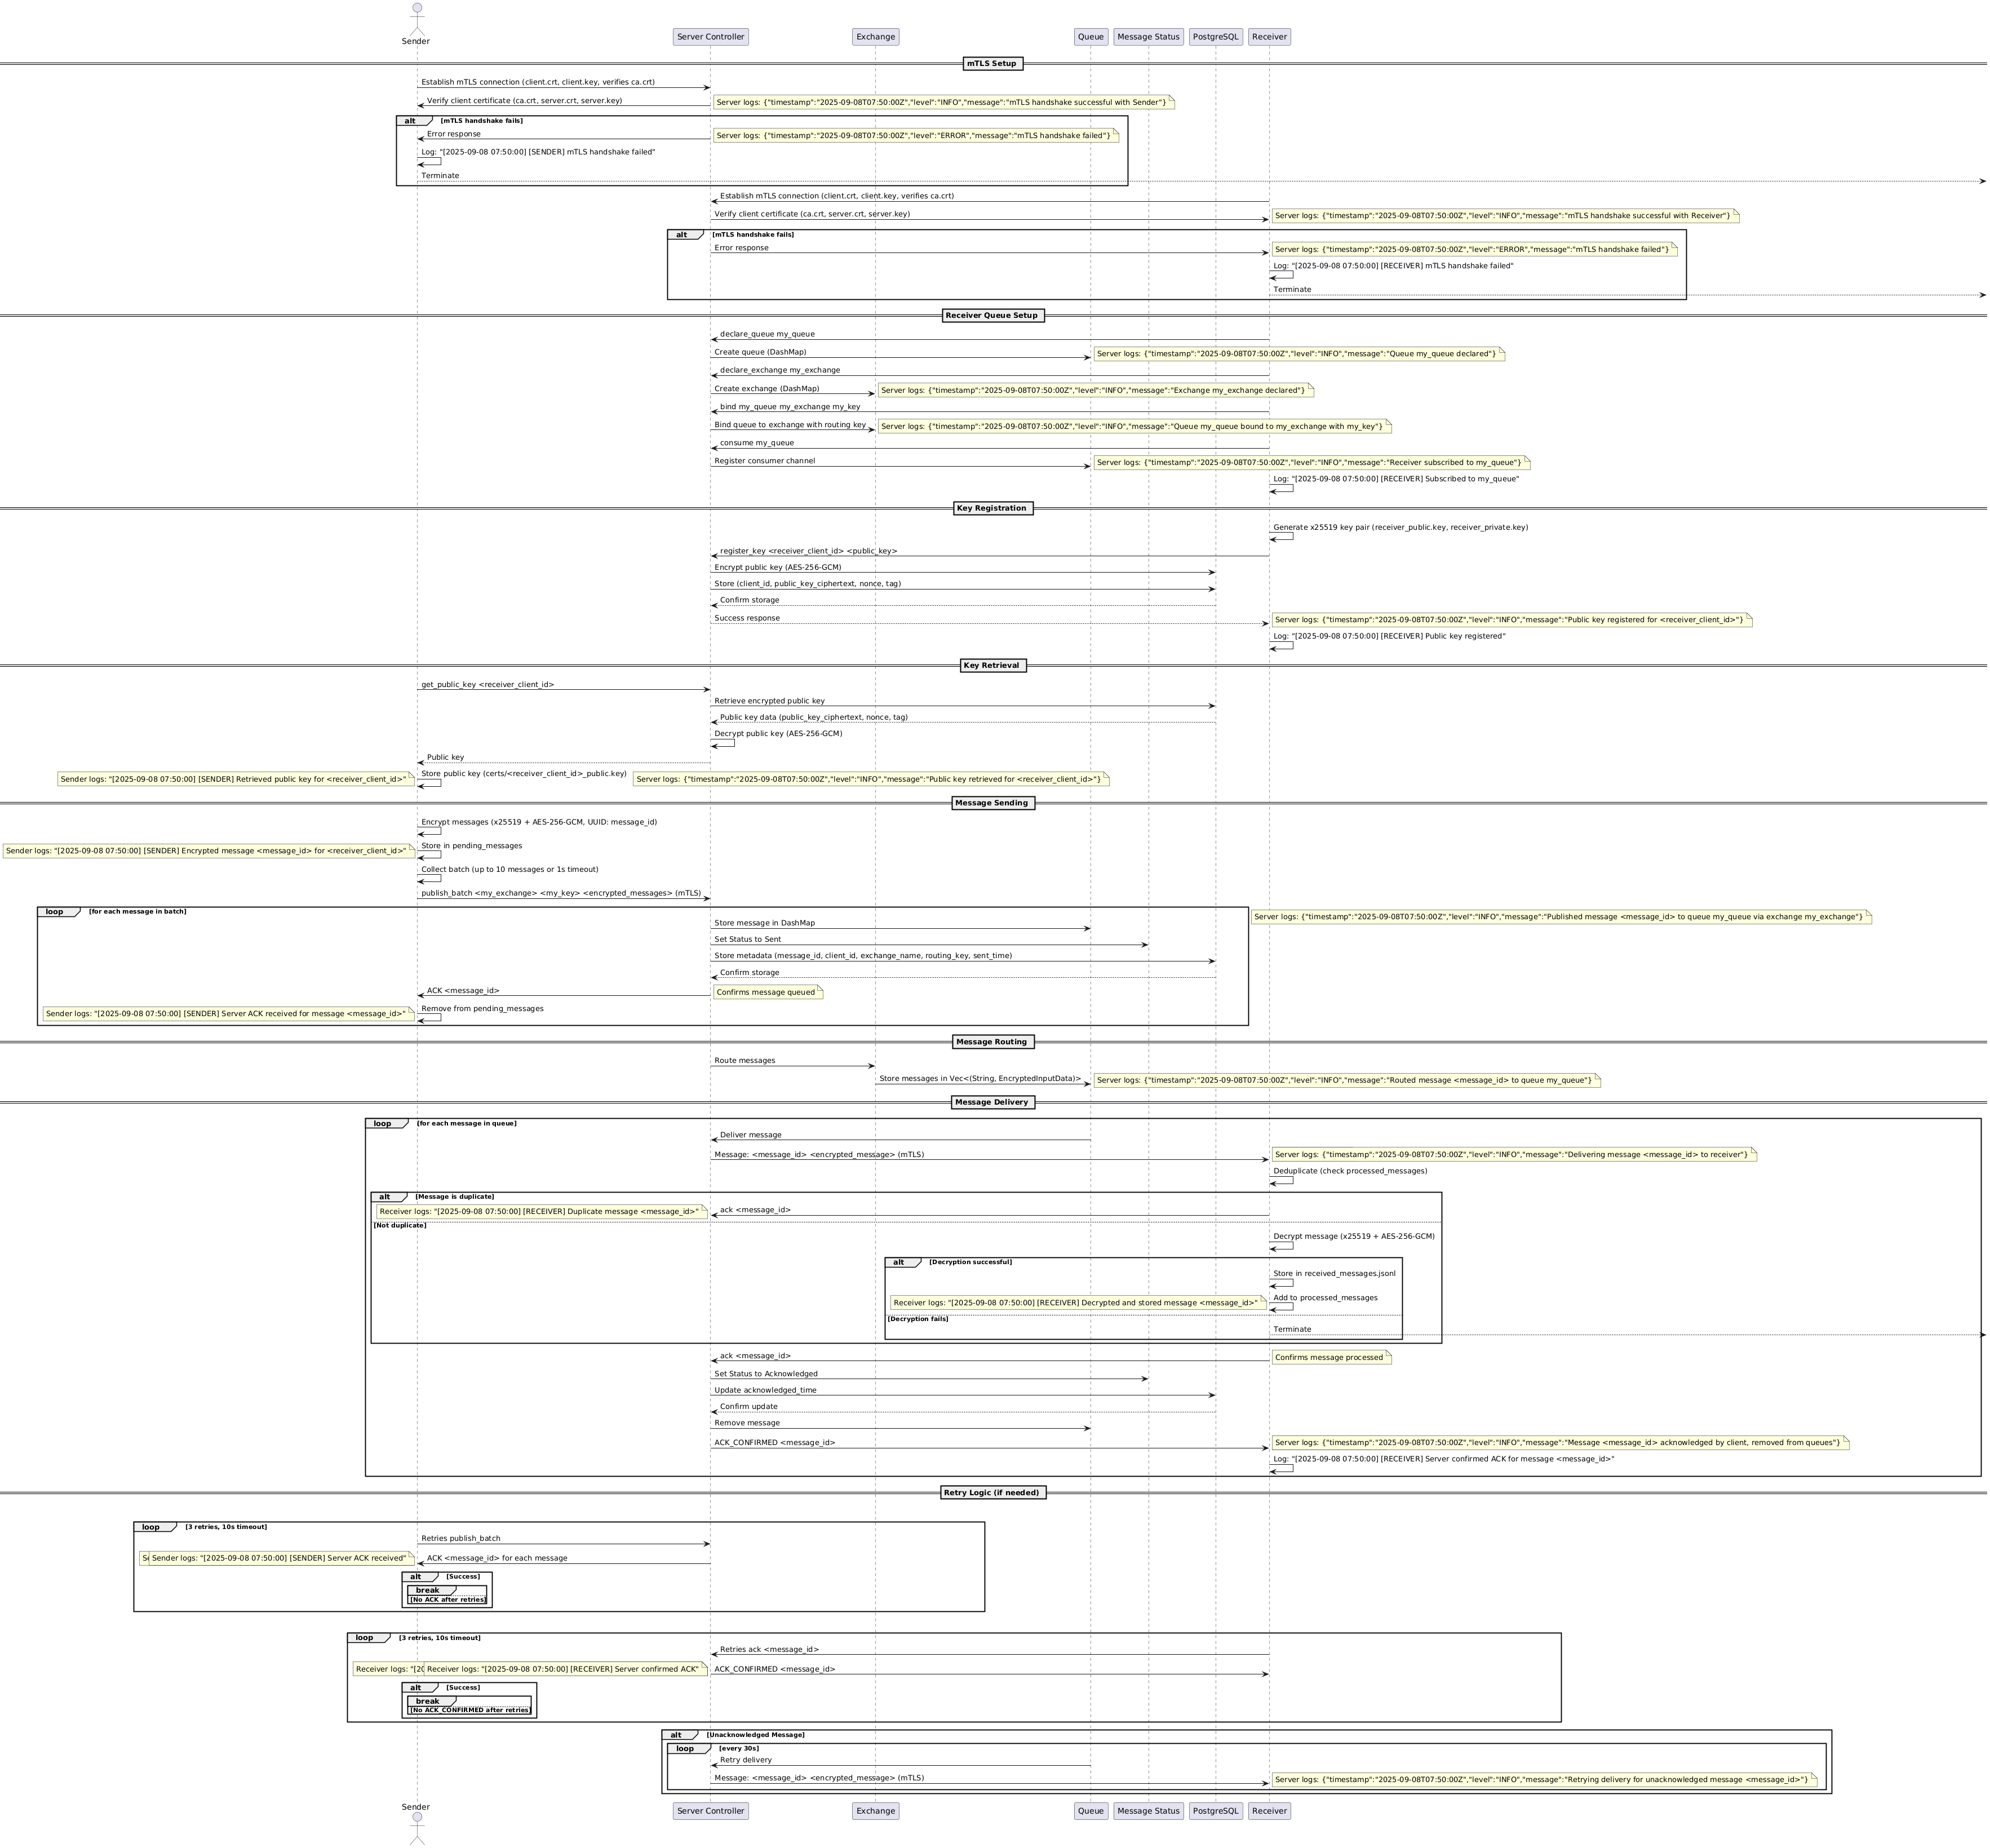 Sender
Server Controller
Exchange
Queue
Message Status
PostgreSQL
Receiver
mTLS Setup
Establish mTLS connection (client.crt, client.key, verifies ca.crt)
Verify client certificate (ca.crt, server.crt, server.key)
Server logs: {"timestamp":"2025-09-08T07:50:00Z","level":"INFO","message":"mTLS handshake successful with Sender"}
alt [mTLS handshake fails]
Error response
Server logs: {"timestamp":"2025-09-08T07:50:00Z","level":"ERROR","message":"mTLS handshake failed"}
Log: "[2025-09-08 07:50:00] [SENDER] mTLS handshake failed"
Terminate
Establish mTLS connection (client.crt, client.key, verifies ca.crt)
Verify client certificate (ca.crt, server.crt, server.key)
Server logs: {"timestamp":"2025-09-08T07:50:00Z","level":"INFO","message":"mTLS handshake successful with Receiver"}
alt [mTLS handshake fails]
Error response
Server logs: {"timestamp":"2025-09-08T07:50:00Z","level":"ERROR","message":"mTLS handshake failed"}
Log: "[2025-09-08 07:50:00] [RECEIVER] mTLS handshake failed"
Terminate
Receiver Queue Setup
declare_queue my_queue
Create queue (DashMap)
Server logs: {"timestamp":"2025-09-08T07:50:00Z","level":"INFO","message":"Queue my_queue declared"}
declare_exchange my_exchange
Create exchange (DashMap)
Server logs: {"timestamp":"2025-09-08T07:50:00Z","level":"INFO","message":"Exchange my_exchange declared"}
bind my_queue my_exchange my_key
Bind queue to exchange with routing key
Server logs: {"timestamp":"2025-09-08T07:50:00Z","level":"INFO","message":"Queue my_queue bound to my_exchange with my_key"}
consume my_queue
Register consumer channel
Server logs: {"timestamp":"2025-09-08T07:50:00Z","level":"INFO","message":"Receiver subscribed to my_queue"}
Log: "[2025-09-08 07:50:00] [RECEIVER] Subscribed to my_queue"
Key Registration
Generate x25519 key pair (receiver_public.key, receiver_private.key)
register_key <receiver_client_id> <public_key>
Encrypt public key (AES-256-GCM)
Store (client_id, public_key_ciphertext, nonce, tag)
Confirm storage
Success response
Server logs: {"timestamp":"2025-09-08T07:50:00Z","level":"INFO","message":"Public key registered for <receiver_client_id>"}
Log: "[2025-09-08 07:50:00] [RECEIVER] Public key registered"
Key Retrieval
get_public_key <receiver_client_id>
Retrieve encrypted public key
Public key data (public_key_ciphertext, nonce, tag)
Decrypt public key (AES-256-GCM)
Public key
Sender logs: "[2025-09-08 07:50:00] [SENDER] Retrieved public key for <receiver_client_id>"
Store public key (certs/<receiver_client_id>_public.key)
Server logs: {"timestamp":"2025-09-08T07:50:00Z","level":"INFO","message":"Public key retrieved for <receiver_client_id>"}
Message Sending
Encrypt messages (x25519 + AES-256-GCM, UUID: message_id)
Sender logs: "[2025-09-08 07:50:00] [SENDER] Encrypted message <message_id> for <receiver_client_id>"
Store in pending_messages
Collect batch (up to 10 messages or 1s timeout)
publish_batch <my_exchange> <my_key> <encrypted_messages> (mTLS)
loop [for each message in batch]
Server logs: {"timestamp":"2025-09-08T07:50:00Z","level":"INFO","message":"Published message <message_id> to queue my_queue via exchange my_exchange"}
Store message in DashMap
Set Status to Sent
Store metadata (message_id, client_id, exchange_name, routing_key, sent_time)
Confirm storage
ACK <message_id>
Confirms message queued
Sender logs: "[2025-09-08 07:50:00] [SENDER] Server ACK received for message <message_id>"
Remove from pending_messages
Message Routing
Route messages
Store messages in Vec<(String, EncryptedInputData)>
Server logs: {"timestamp":"2025-09-08T07:50:00Z","level":"INFO","message":"Routed message <message_id> to queue my_queue"}
Message Delivery
loop [for each message in queue]
Deliver message
Message: <message_id> <encrypted_message> (mTLS)
Server logs: {"timestamp":"2025-09-08T07:50:00Z","level":"INFO","message":"Delivering message <message_id> to receiver"}
Deduplicate (check processed_messages)
alt [Message is duplicate]
Receiver logs: "[2025-09-08 07:50:00] [RECEIVER] Duplicate message <message_id>"
ack <message_id>
[Not duplicate]
Decrypt message (x25519 + AES-256-GCM)
alt [Decryption successful]
Store in received_messages.jsonl
Receiver logs: "[2025-09-08 07:50:00] [RECEIVER] Decrypted and stored message <message_id>"
Add to processed_messages
[Decryption fails]
Terminate
ack <message_id>
Confirms message processed
Set Status to Acknowledged
Update acknowledged_time
Confirm update
Remove message
ACK_CONFIRMED <message_id>
Server logs: {"timestamp":"2025-09-08T07:50:00Z","level":"INFO","message":"Message <message_id> acknowledged by client, removed from queues"}
Log: "[2025-09-08 07:50:00] [RECEIVER] Server confirmed ACK for message <message_id>"
Retry Logic (if needed)
loop [3 retries, 10s timeout]
Retries publish_batch
Sender logs: "[2025-09-08 07:50:00] [SENDER] Server ACK received"
ACK <message_id> for each message
alt [Success]
break
[No ACK after retries]
loop [3 retries, 10s timeout]
Retries ack <message_id>
Receiver logs: "[20
Receiver logs: "[2025-09-08 07:50:00] [RECEIVER] Server confirmed ACK"
ACK_CONFIRMED <message_id>
alt [Success]
break
[No ACK_CONFIRMED after retries]
alt [Unacknowledged Message]
loop [every 30s]
Retry delivery
Message: <message_id> <encrypted_message> (mTLS)
Server logs: {"timestamp":"2025-09-08T07:50:00Z","level":"INFO","message":"Retrying delivery for unacknowledged message <message_id>"}
Sender
Server Controller
Exchange
Queue
Message Status
PostgreSQL
Receiver